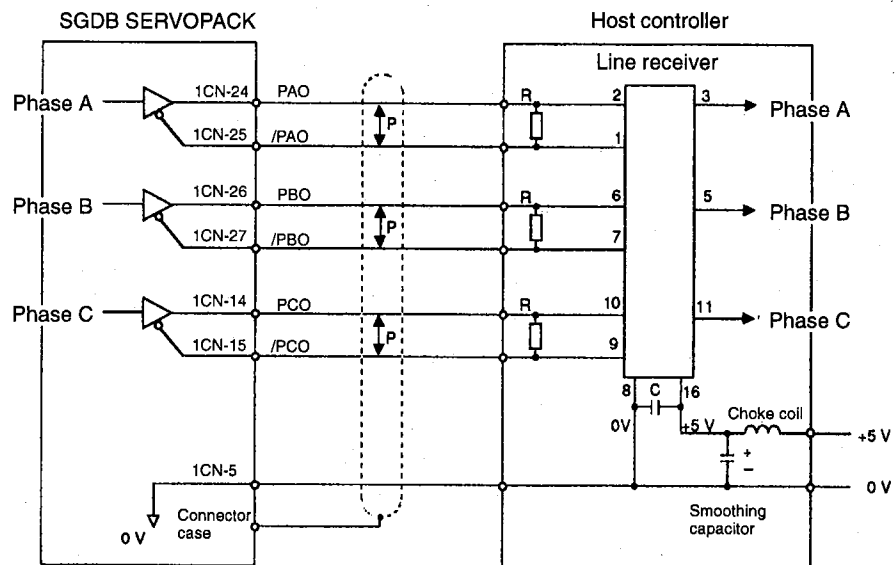 SGDB SERVOPACK
Host controller
Line receiver
Phase A
1CN-24
PAO
P
R
2
3
Phase A
1CN-25
/PAO
1
Phase B
1CN-26
PBO
P
R
6
5
Phase B
1CN-27
/PBO
7
Phase C
1CN-14
PCO
P
R
10
11
Phase C
1CN-15
/PCO
9
8
C
16
0V
+5 V
Choke coil
+5 V
+
−
1CN-5
0 V
0 V
Connector
case
Smoothing
capacitor